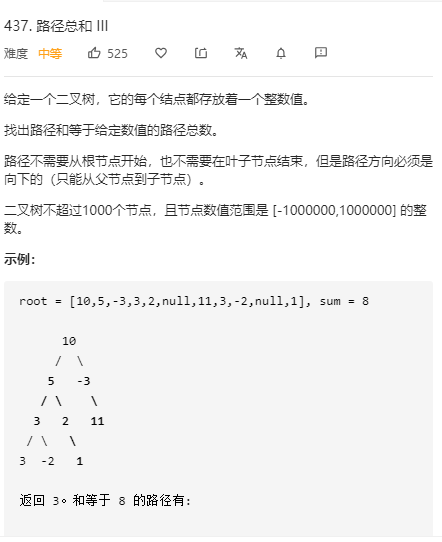 437. 路径总和 III
难度 中等 525
给定一个二叉树，它的每个结点都存放着一个整数值。
找出路径和等于给定数值的路径总数。
路径不需要从根节点开始，也不需要在叶子节点结束，但是路径方向必须是
向下的（只能从父节点到子节点）。
二叉树不超过1000个节点，且节点数值范围是 [-1000000,1000000] 的整
数。
示例：
root = [10,5,-3,3,2,null,11,3,-2,null,1], sum = 8
10
/ \
5 -3
/ \ \
3 2 11
/ \ \
3 -2 1
返回 3。和等于 8 的路径有: